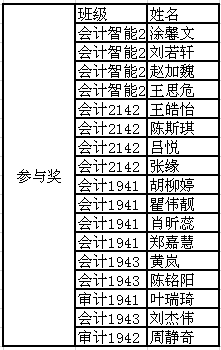 班级 姓名
会计智能2 涂馨文
会计智能2 刘若轩
会计智能2 赵加魏
会计智能2 王思危
会计2142 王皓怡
会计2142 陈斯琪
会计2142 吕悦
会计2142 张缘
参与奖 会计1941 胡柳婷
会计1941 瞿伟靓
会计1941 肖昕蕊
会计1941 郑嘉慧
会计1943 黄岚
会计1943 陈铭阳
审计1941 叶瑞琦
会计1943 刘杰伟
审计1942 周静奇